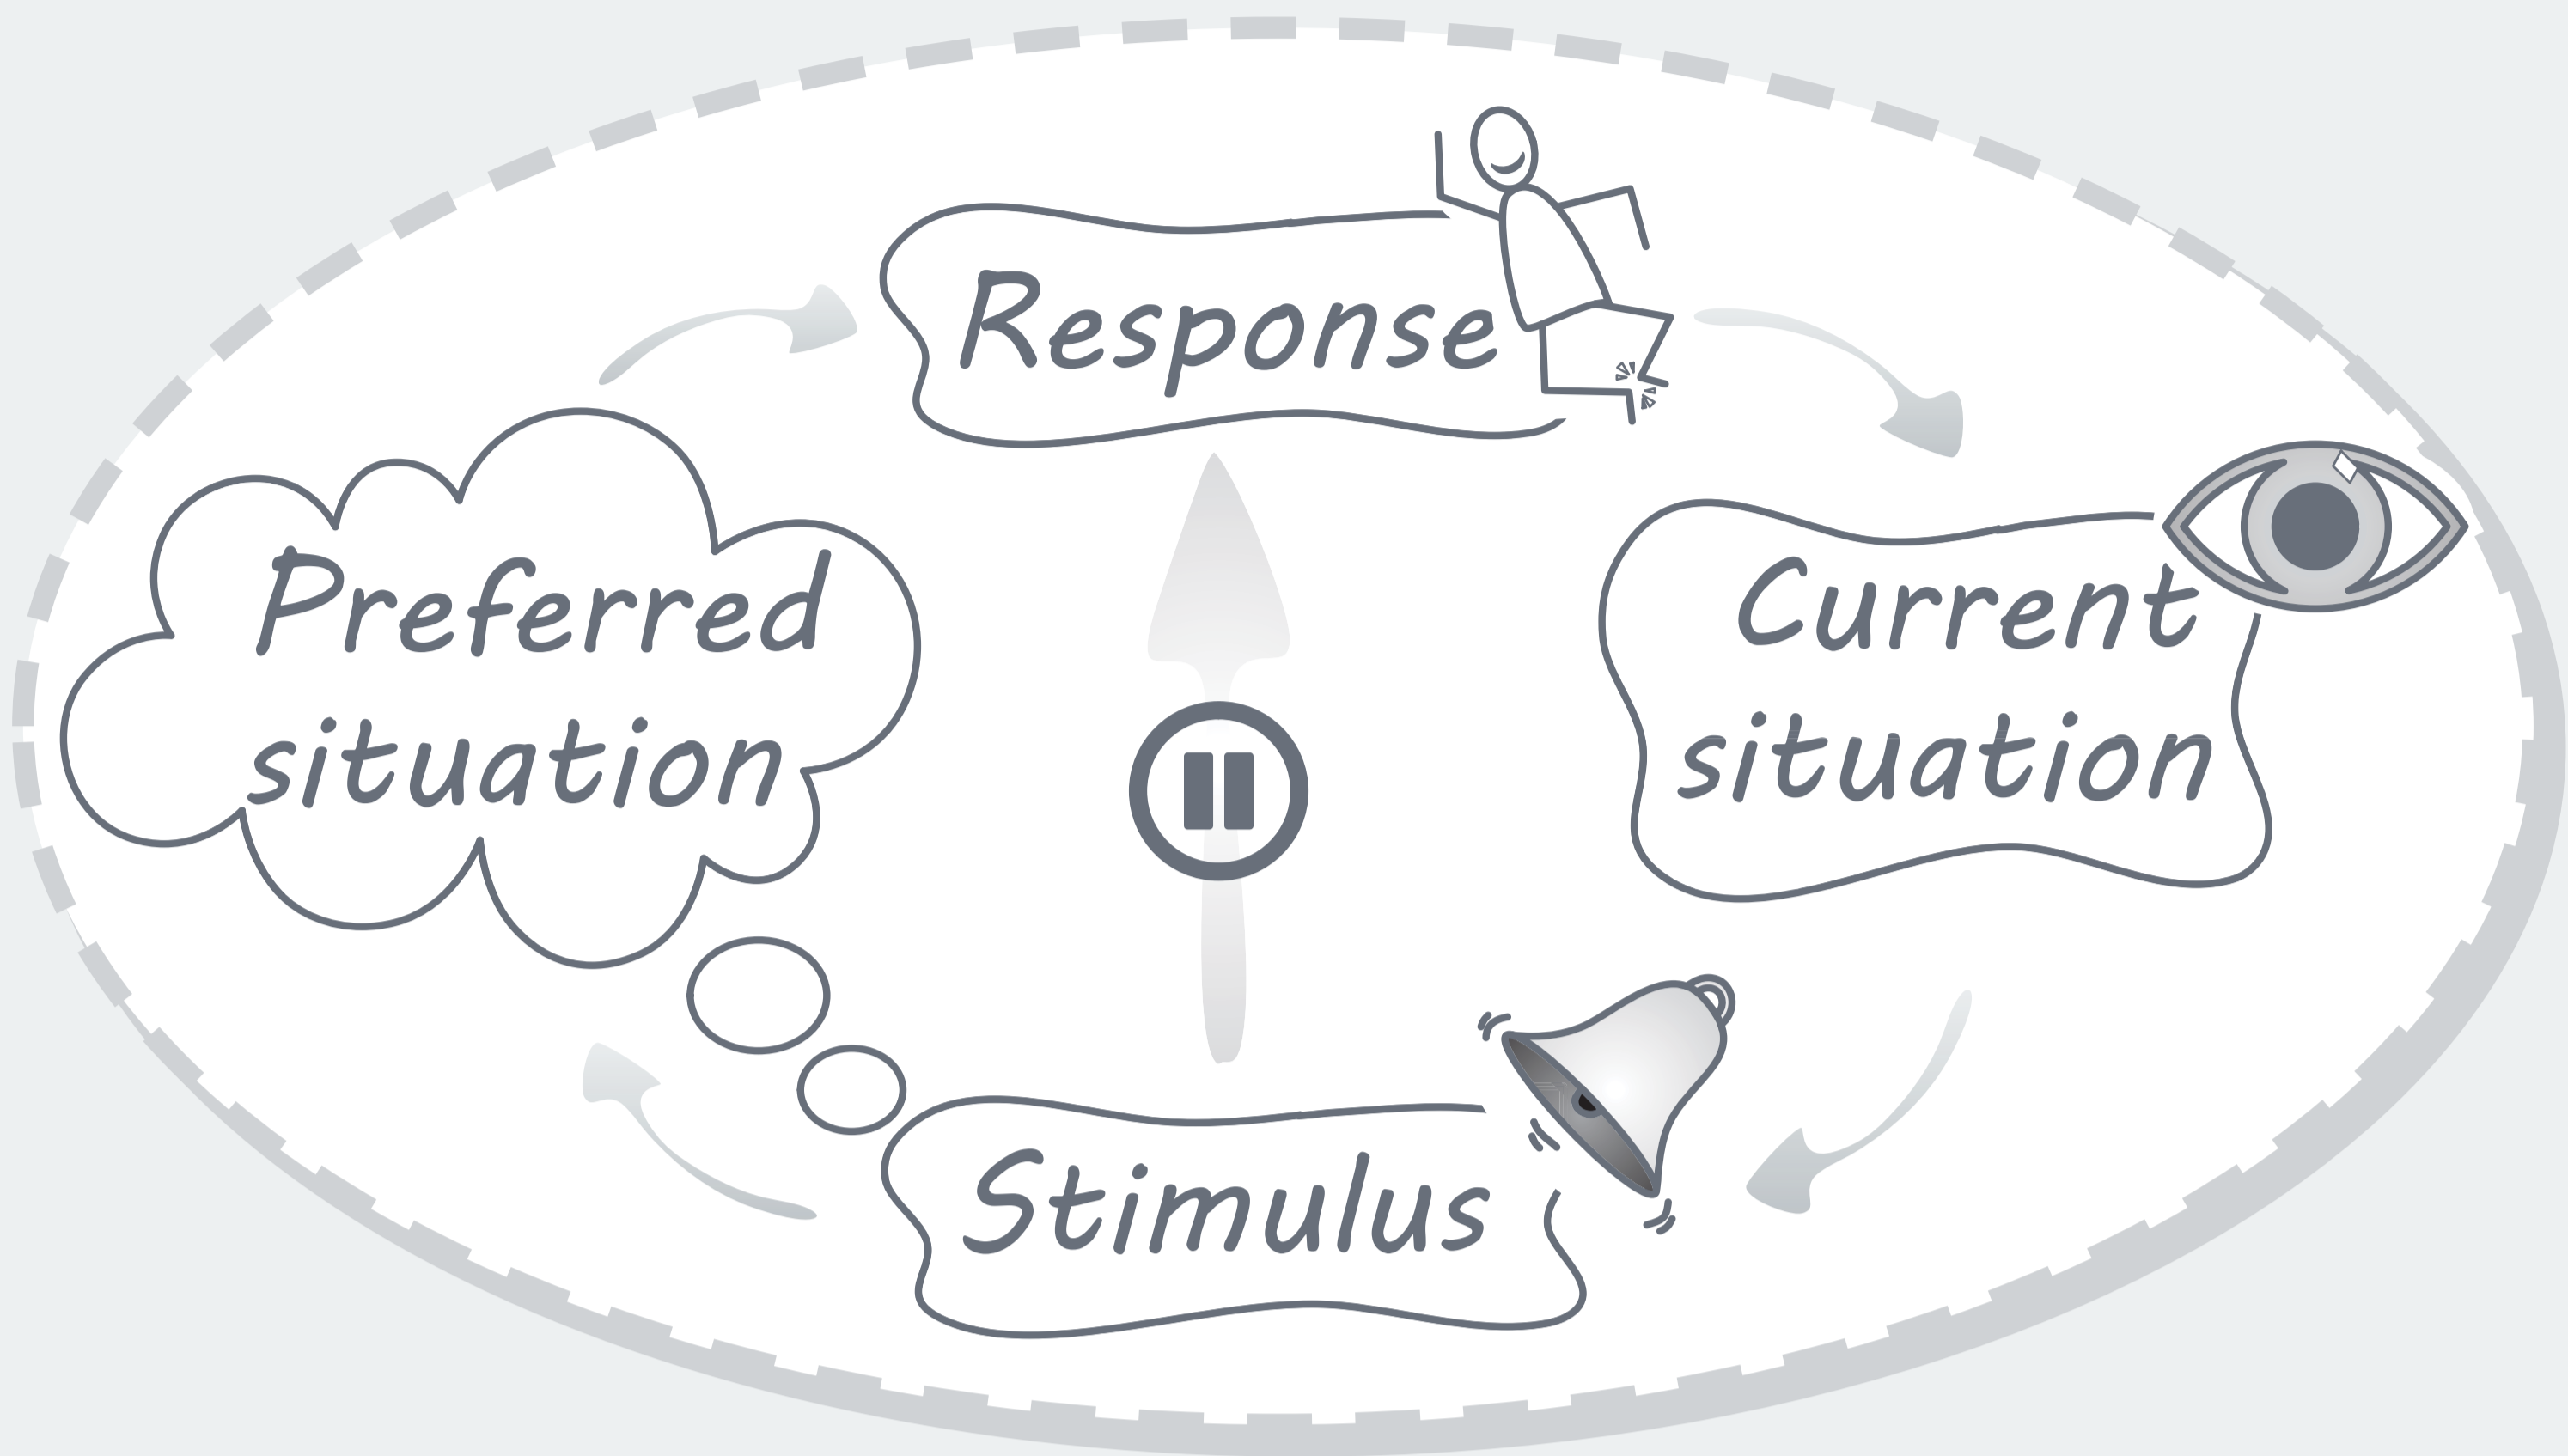 Response
Preferred
situation
Current
situation
Stimulus